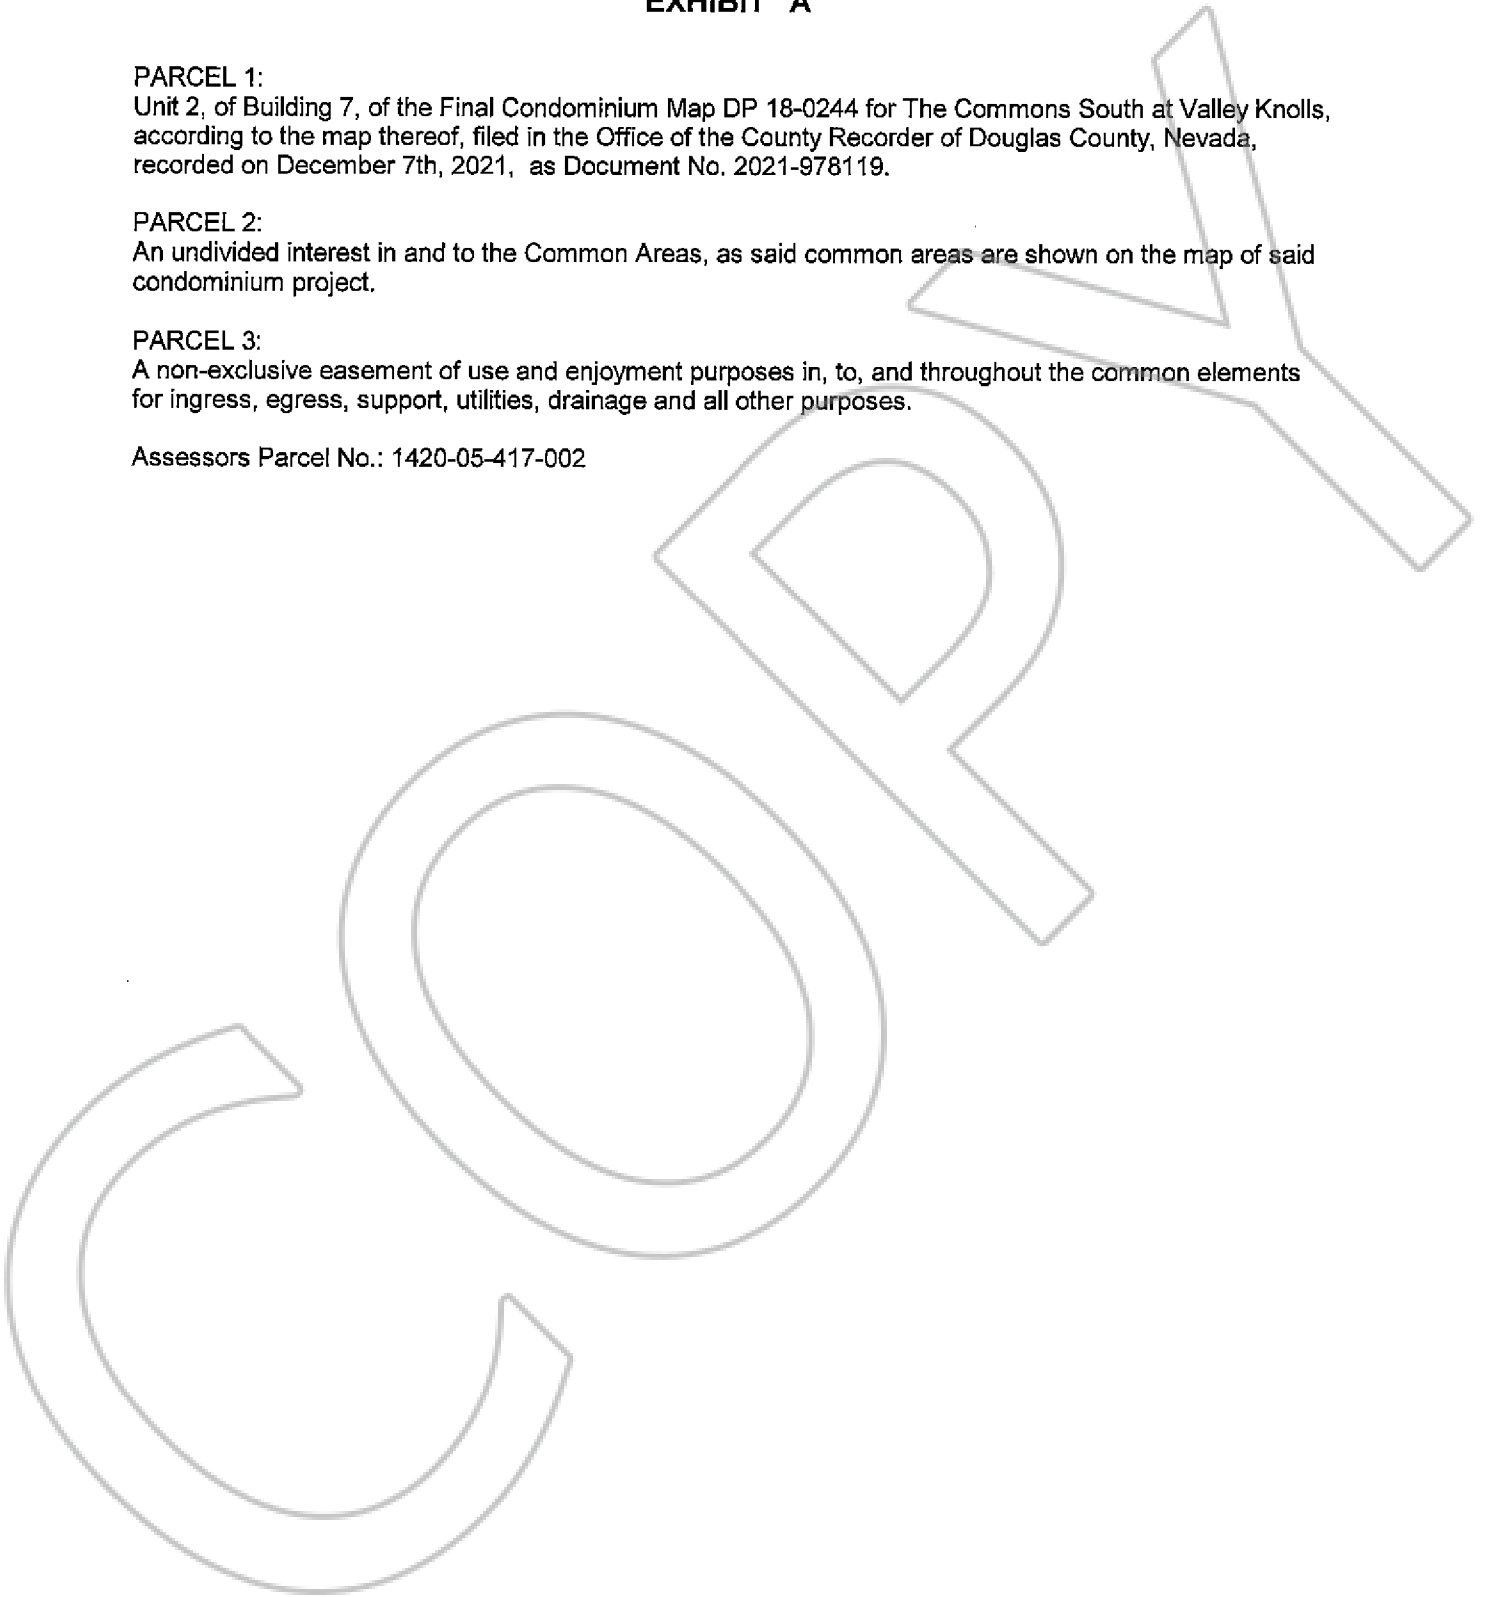 EXHIBIT "A"
PARCEL 1:
Unit 2, of Building 7, of the Final Condominium Map DP 18-0244 for The Commons South at Valley Knolls,
according to the map thereof, filed in the Office of the County Recorder of Douglas County, Nevada,
recorded on December 7th, 2021, as Document No. 2021-978119.
PARCEL 2:
An undivided interest in and to the Common Areas, as said common areas are shown on the map of said
condominium project.
PARCEL 3:
A non-exclusive easement of use and enjoyment purposes in, to, and throughout the common elements
for ingress, egress, support, utilities, drainage and all other purposes.
Assessors Parcel No.: 1420-05-417-002
COPY